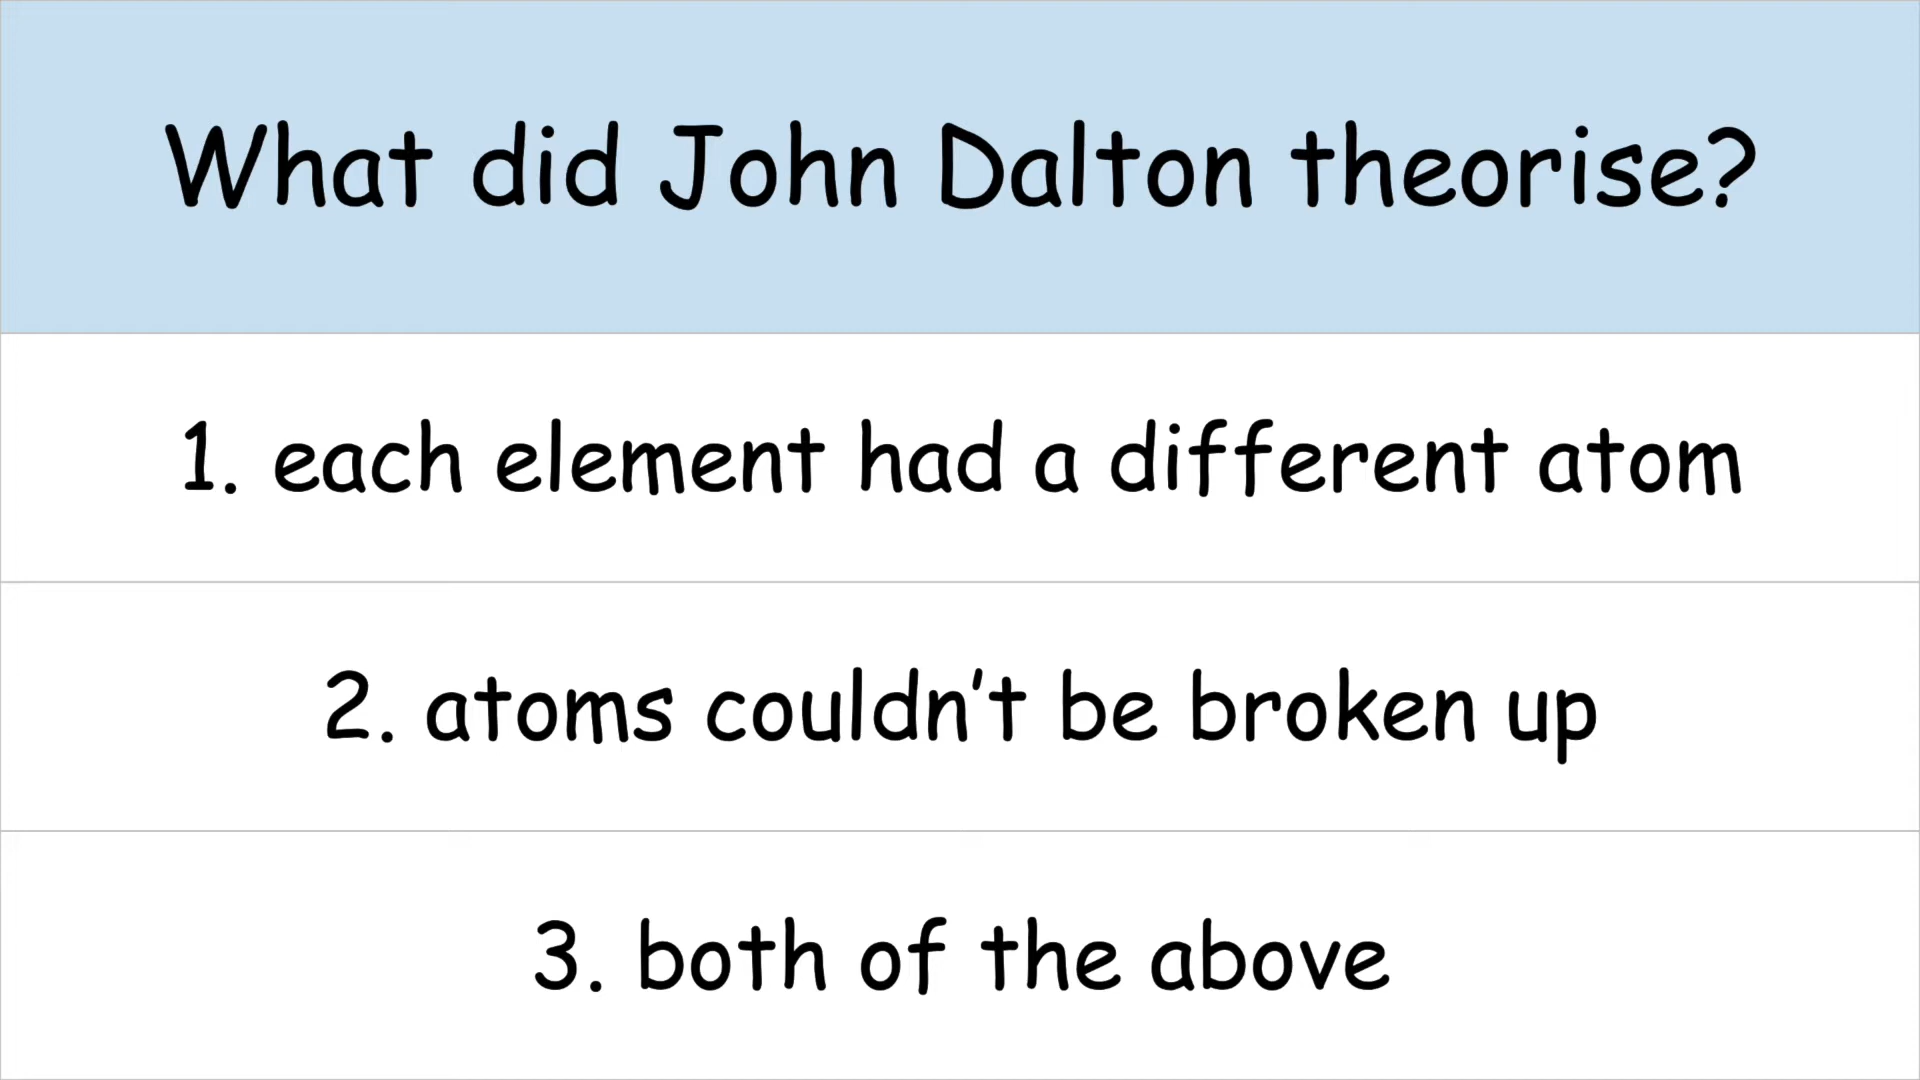 What did John Dalton theorise?
1. each element had a different atom
2. atoms couldn’t be broken up
3. both of the above